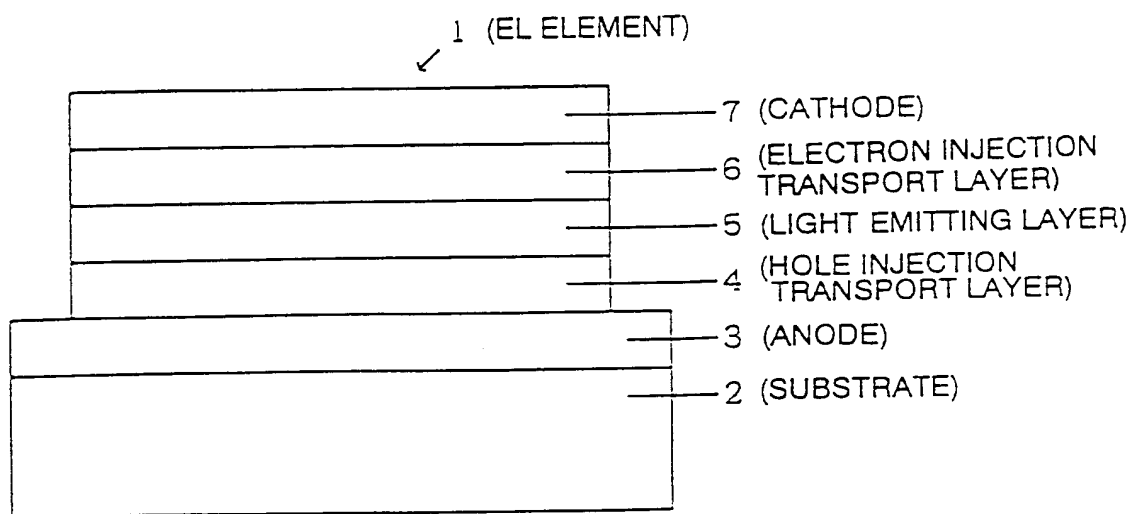 1 (EL ELEMENT)
7 (CATHODE)
6 (ELECTRON INJECTION
TRANSPORT LAYER)
5 (LIGHT EMITTING LAYER)
4 (HOLE INJECTION
TRANSPORT LAYER)
3 (ANODE)
2 (SUBSTRATE)